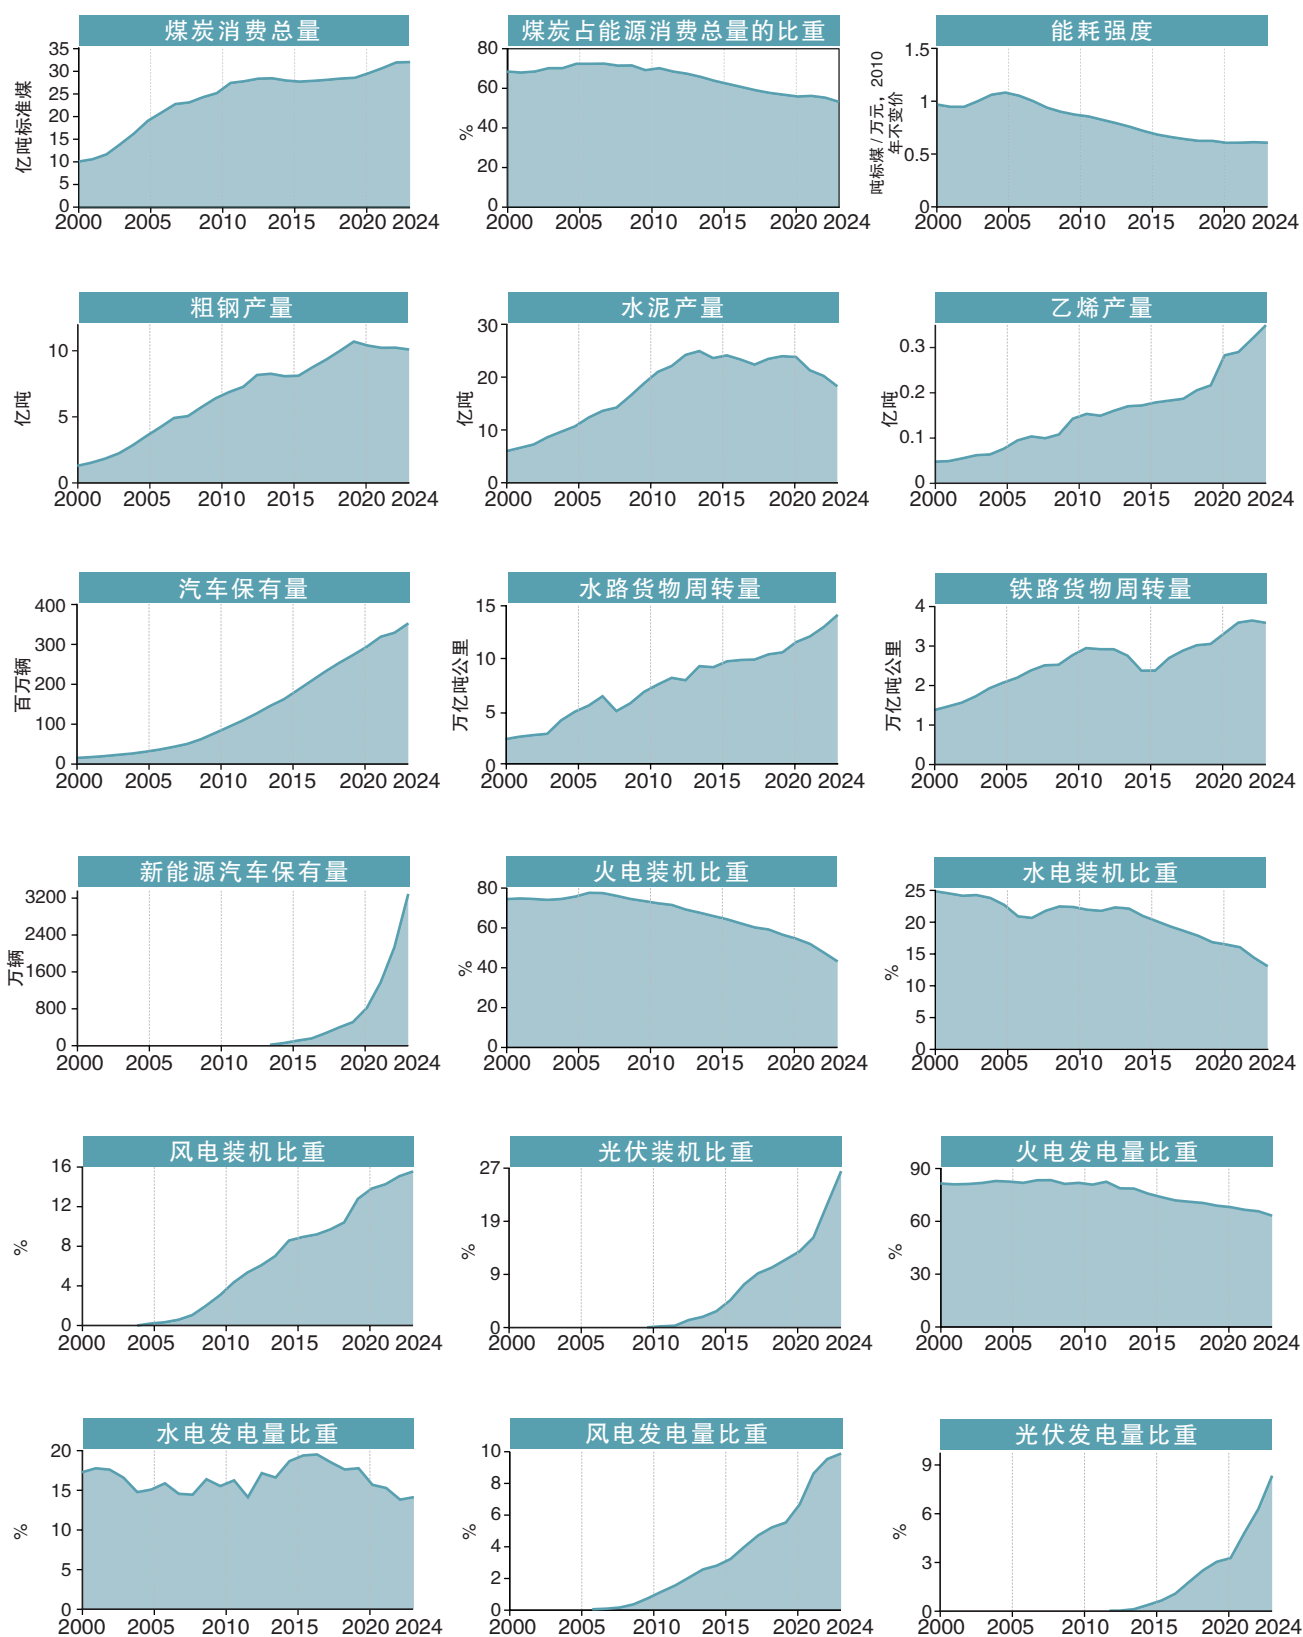 煤炭消费总量
亿吨标准煤
35
30
25
20
15
10
5
0
2000 2005 2010 2015 2020 2024
煤炭占能源消费总量的比重
%
80
60
40
20
0
2000 2005 2010 2015 2020 2024
能耗强度
吨标煤 / 万元，2010
年不变价
1.5
1
0.5
0
2000 2005 2010 2015 2020 2024
粗钢产量
亿吨
10
5
0
2000 2005 2010 2015 2020 2024
水泥产量
亿吨
30
20
10
0
2000 2005 2010 2015 2020 2024
乙烯产量
亿吨
0.3
0.2
0.1
0
2000 2005 2010 2015 2020 2024
汽车保有量
百万辆
400
300
200
100
0
2000 2005 2010 2015 2020 2024
水路货物周转量
万亿吨公里
15
10
5
0
2000 2005 2010 2015 2020 2024
铁路货物周转量
万亿吨公里
4
3
2
1
0
2000 2005 2010 2015 2020 2024
新能源汽车保有量
万辆
3200
2400
1600
800
0
2000 2005 2010 2015 2020 2024
火电装机比重
%
80
60
40
20
0
2000 2005 2010 2015 2020 2024
水电装机比重
%
25
20
15
10
5
0
2000 2005 2010 2015 2020 2024
风电装机比重
%
16
12
8
4
0
2000 2005 2010 2015 2020 2024
光伏装机比重
%
27
19
9
0
2000 2005 2010 2015 2020 2024
火电发电量比重
%
90
60
30
0
2000 2005 2010 2015 2020 2024
水电发电量比重
%
20
15
10
5
0
2000 2005 2010 2015 2020 2024
风电发电量比重
%
10
8
6
4
2
0
2000 2005 2010 2015 2020 2024
光伏发电量比重
%
9
6
3
0
2000 2005 2010 2015 2020 2024